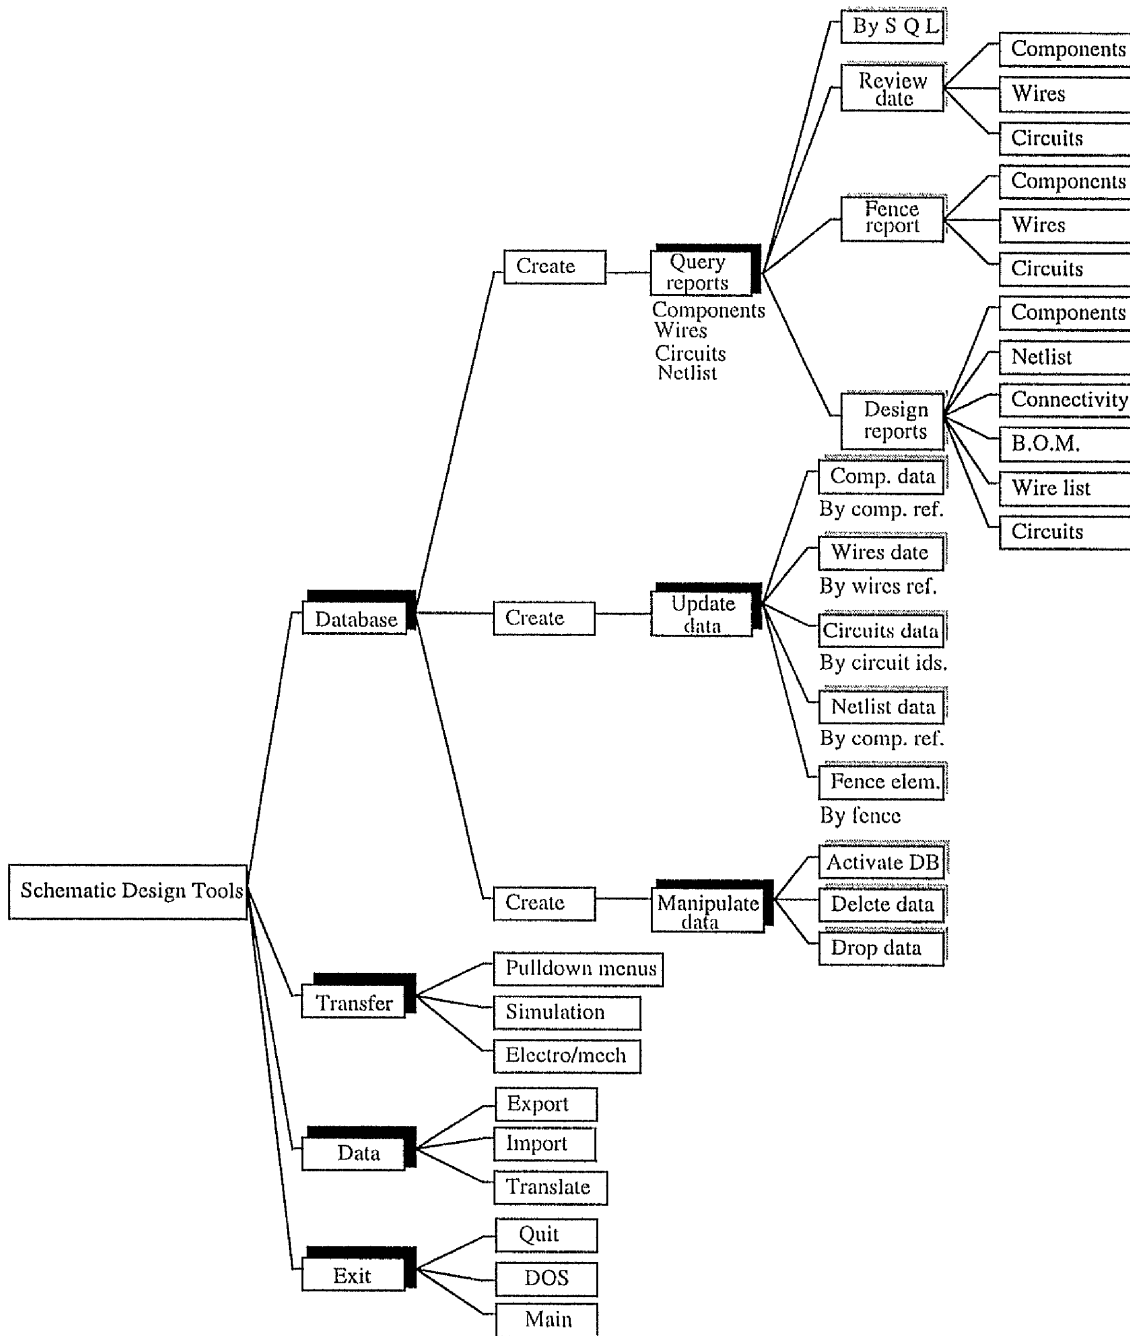 By S Q L
Review
date
Components
Wires
Circuits
Fence
report
Components
Wires
Circuits
Create
Query
reports
Components
Wires
Circuits
Netlist
Design
reports
Components
Netlist
Connectivity
B.O.M.
Wire list
Circuits
Database
Create
Update
data
Comp. data
By comp. ref.
Wires date
By wires ref.
Circuits data
By circuit ids.
Netlist data
By comp. ref.
Fence elem.
By fence
Schematic Design Tools
Create
Manipulate
data
Activate DB
Delete data
Drop data
Transfer
Pulldown menus
Simulation
Electro/mech
Data
Export
Import
Translate
Exit
Quit
DOS
Main